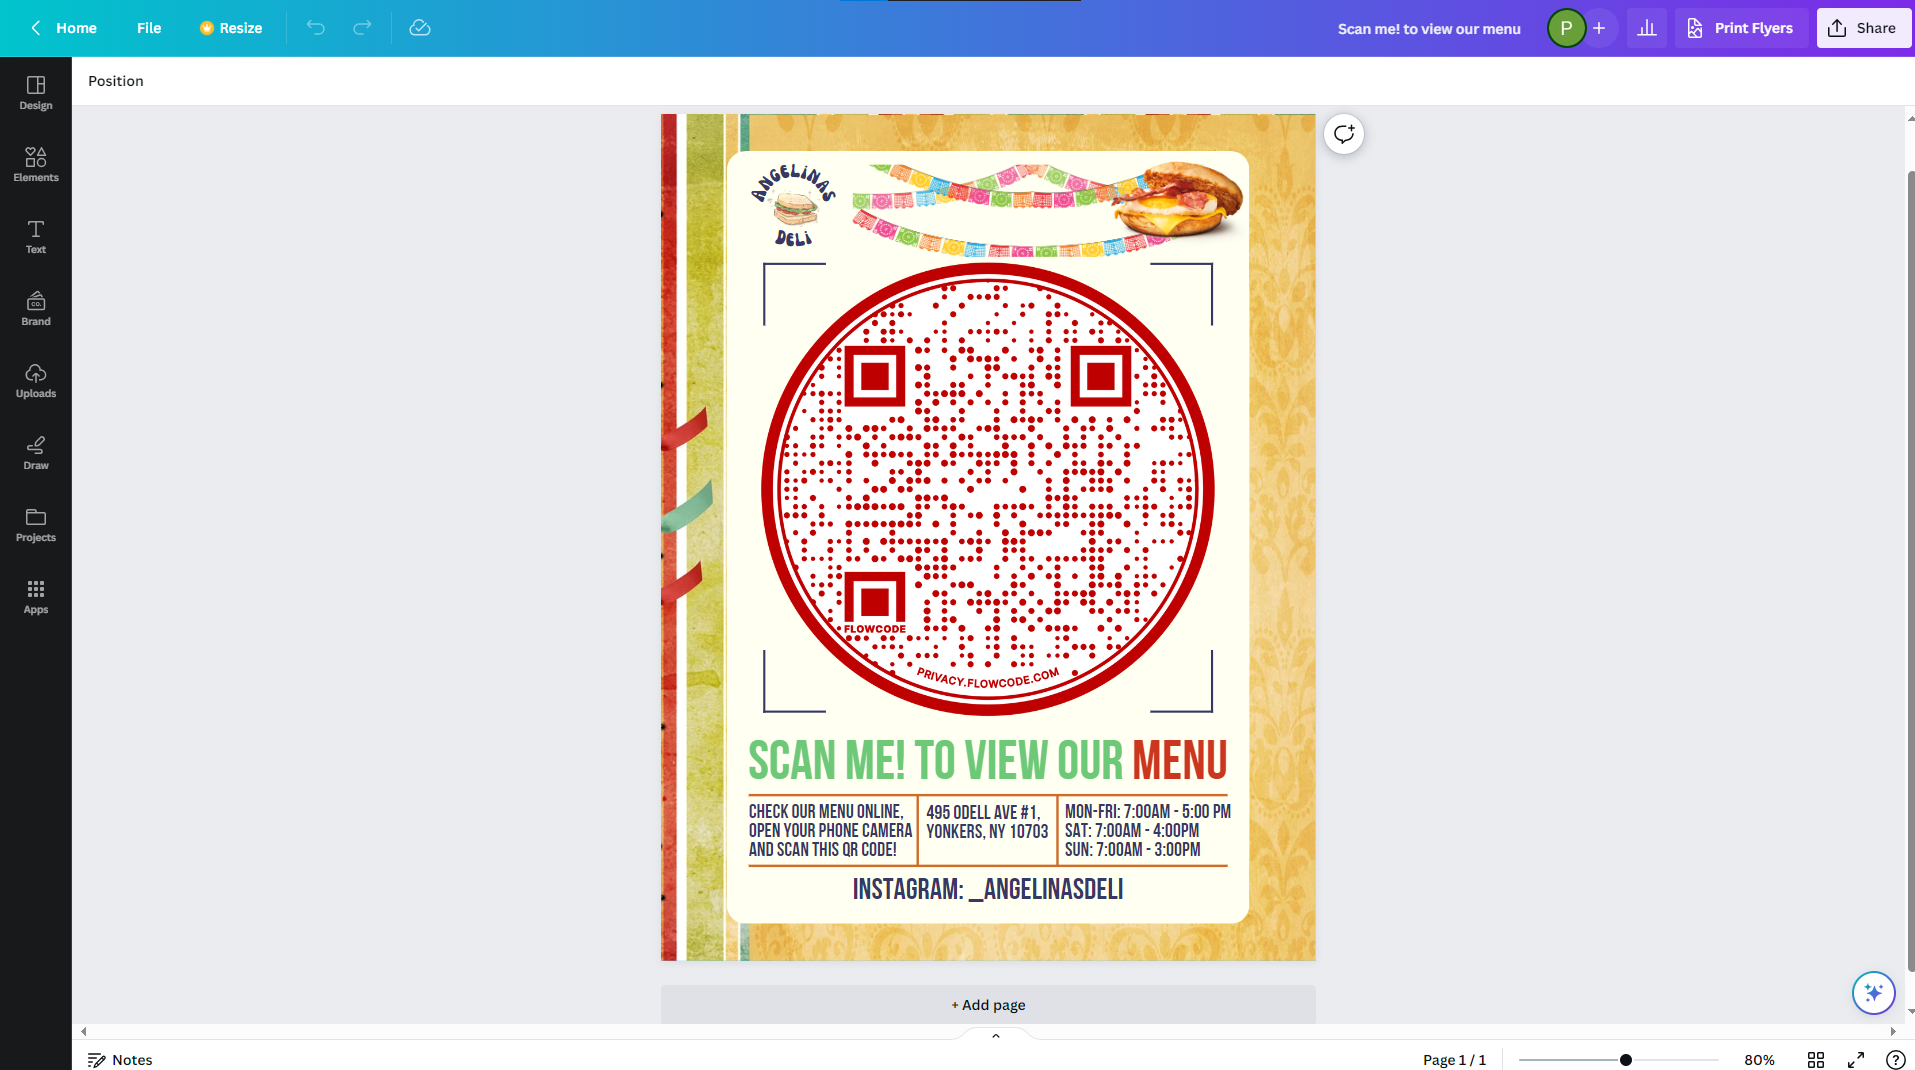 Home
File
Resize
Scan me! to view our menu
P
Print Flyers
Share
Position
Design
Elements
Text
CO.
Brand
Uploads
Draw
Projects
Apps
ANGELINAS
DELI
FLOWCODE
PRIVACY.FLOWCODE.COM
SCAN ME! TO VIEW OUR MENU
CHECK OUR MENU ONLINE,
OPEN YOUR PHONE CAMERA
AND SCAN THIS QR CODE!
495 ODELL AVE #1,
YONKERS, NY 10703
MON-FRI: 7:00AM - 5:00 PM
SAT: 7:00AM - 4:00PM
SUN: 7:00AM - 3:00PM
INSTAGRAM: _ANGELINASDELI
+ Add page
Notes
Page 1 / 1
80%